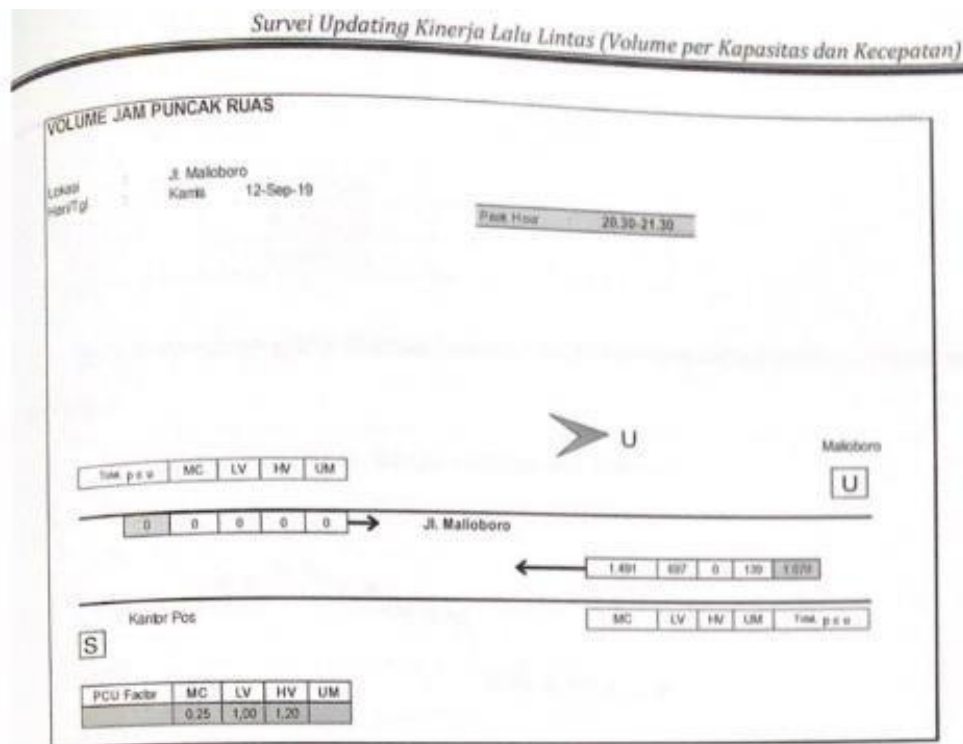 Survei Updating Kinerja Lalu Lintas (Volume per Kapasitas dan Kecepatan)
VOLUME JAM PUNCAK RUAS
Lokasi : Jl. Malioboro
Hari/Tgl : Kamis 12-Sep-19
Peak Hour : 20.30-21.30
U
Malioboro
U
Total p c u MC LV HV UM
0 0 0 0 0 Jl. Malioboro
1.491 697 0 139 1.070
Kantor Pos
MC LV HV UM Total p c u
S
PCU Factor MC LV HV UM
0.25 1,00 1,20